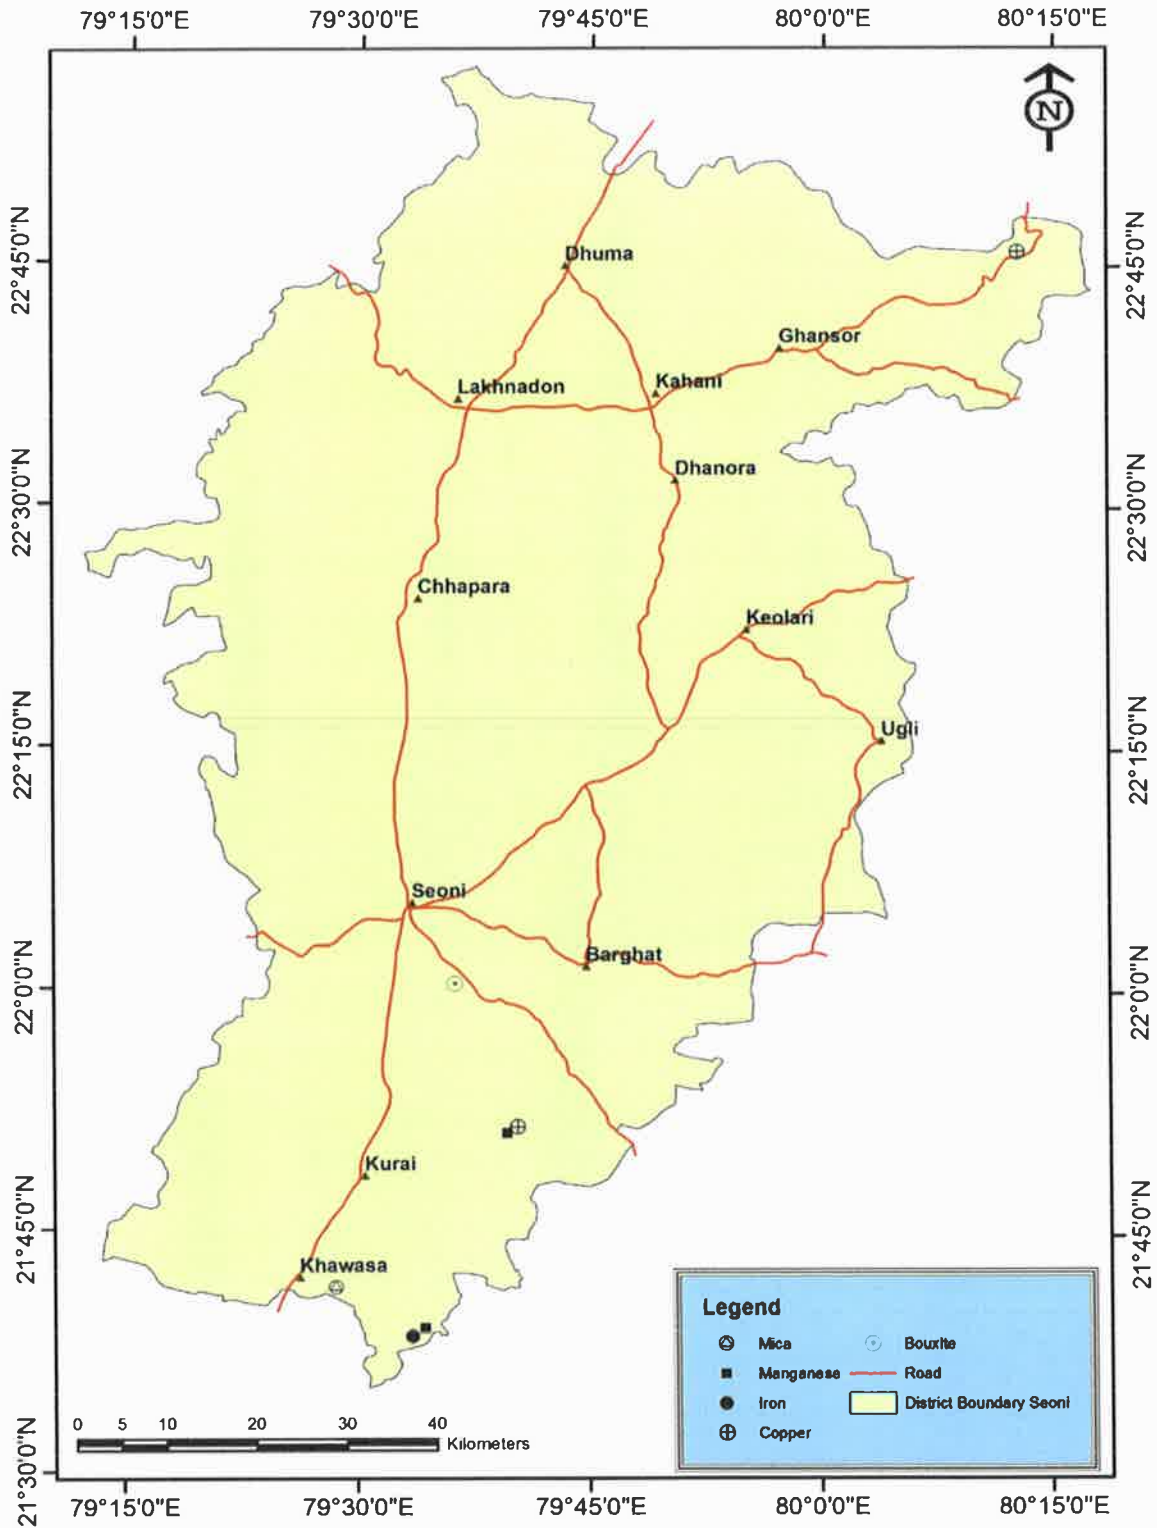 79°15'0"E 79°30'0"E 79°45'0"E 80°0'0"E 80°15'0"E
N
22°45'0"N
22°45'0"N
Dhuma
Ghansor
Lakhnadon
Kahani
Dhanora
22°30'0"N
22°30'0"N
Chhapara
Keolari
Ugli
22°15'0"N
22°15'0"N
Seoni
Barghat
22°0'0"N
22°0'0"N
Kurai
21°45'0"N
21°45'0"N
Khawasa
Legend
Mica
Manganese
Iron
Copper
Bouxite
Road
District Boundary Seoni
0 5 10 20 30 40
Kilometers
21°30'0"N
79°15'0"E 79°30'0"E 79°45'0"E 80°0'0"E 80°15'0"E